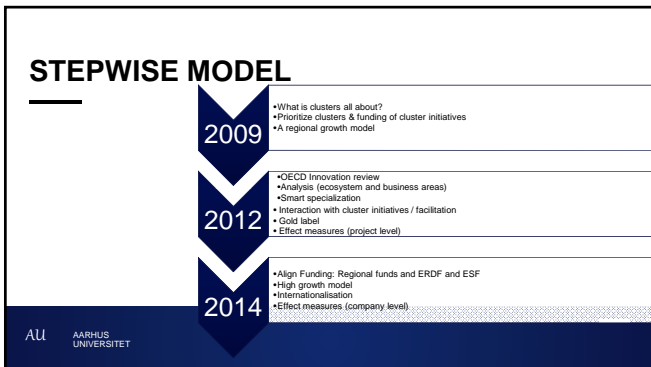 STEPWISE MODEL
2009
•What is clusters all about?
•Prioritize clusters & funding of cluster initiatives
•A regional growth model
2012
•OECD Innovation review
•Analysis (ecosystem and business areas)
•Smart specialization
• Interaction with cluster initiatives / facilitation
• Gold label
• Effect measures (project level)
2014
•Align Funding: Regional funds and ERDF and ESF
•High growth model
•Internationalisation
•Effect measures (company level)
AU
AARHUS
UNIVERSITET